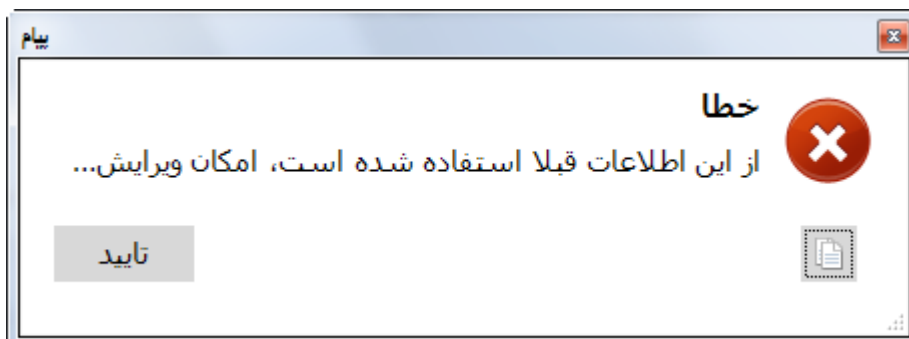 پیام
خطا
از این اطلاعات قبلا استفاده شده است، امکان ویرایش...
تایید